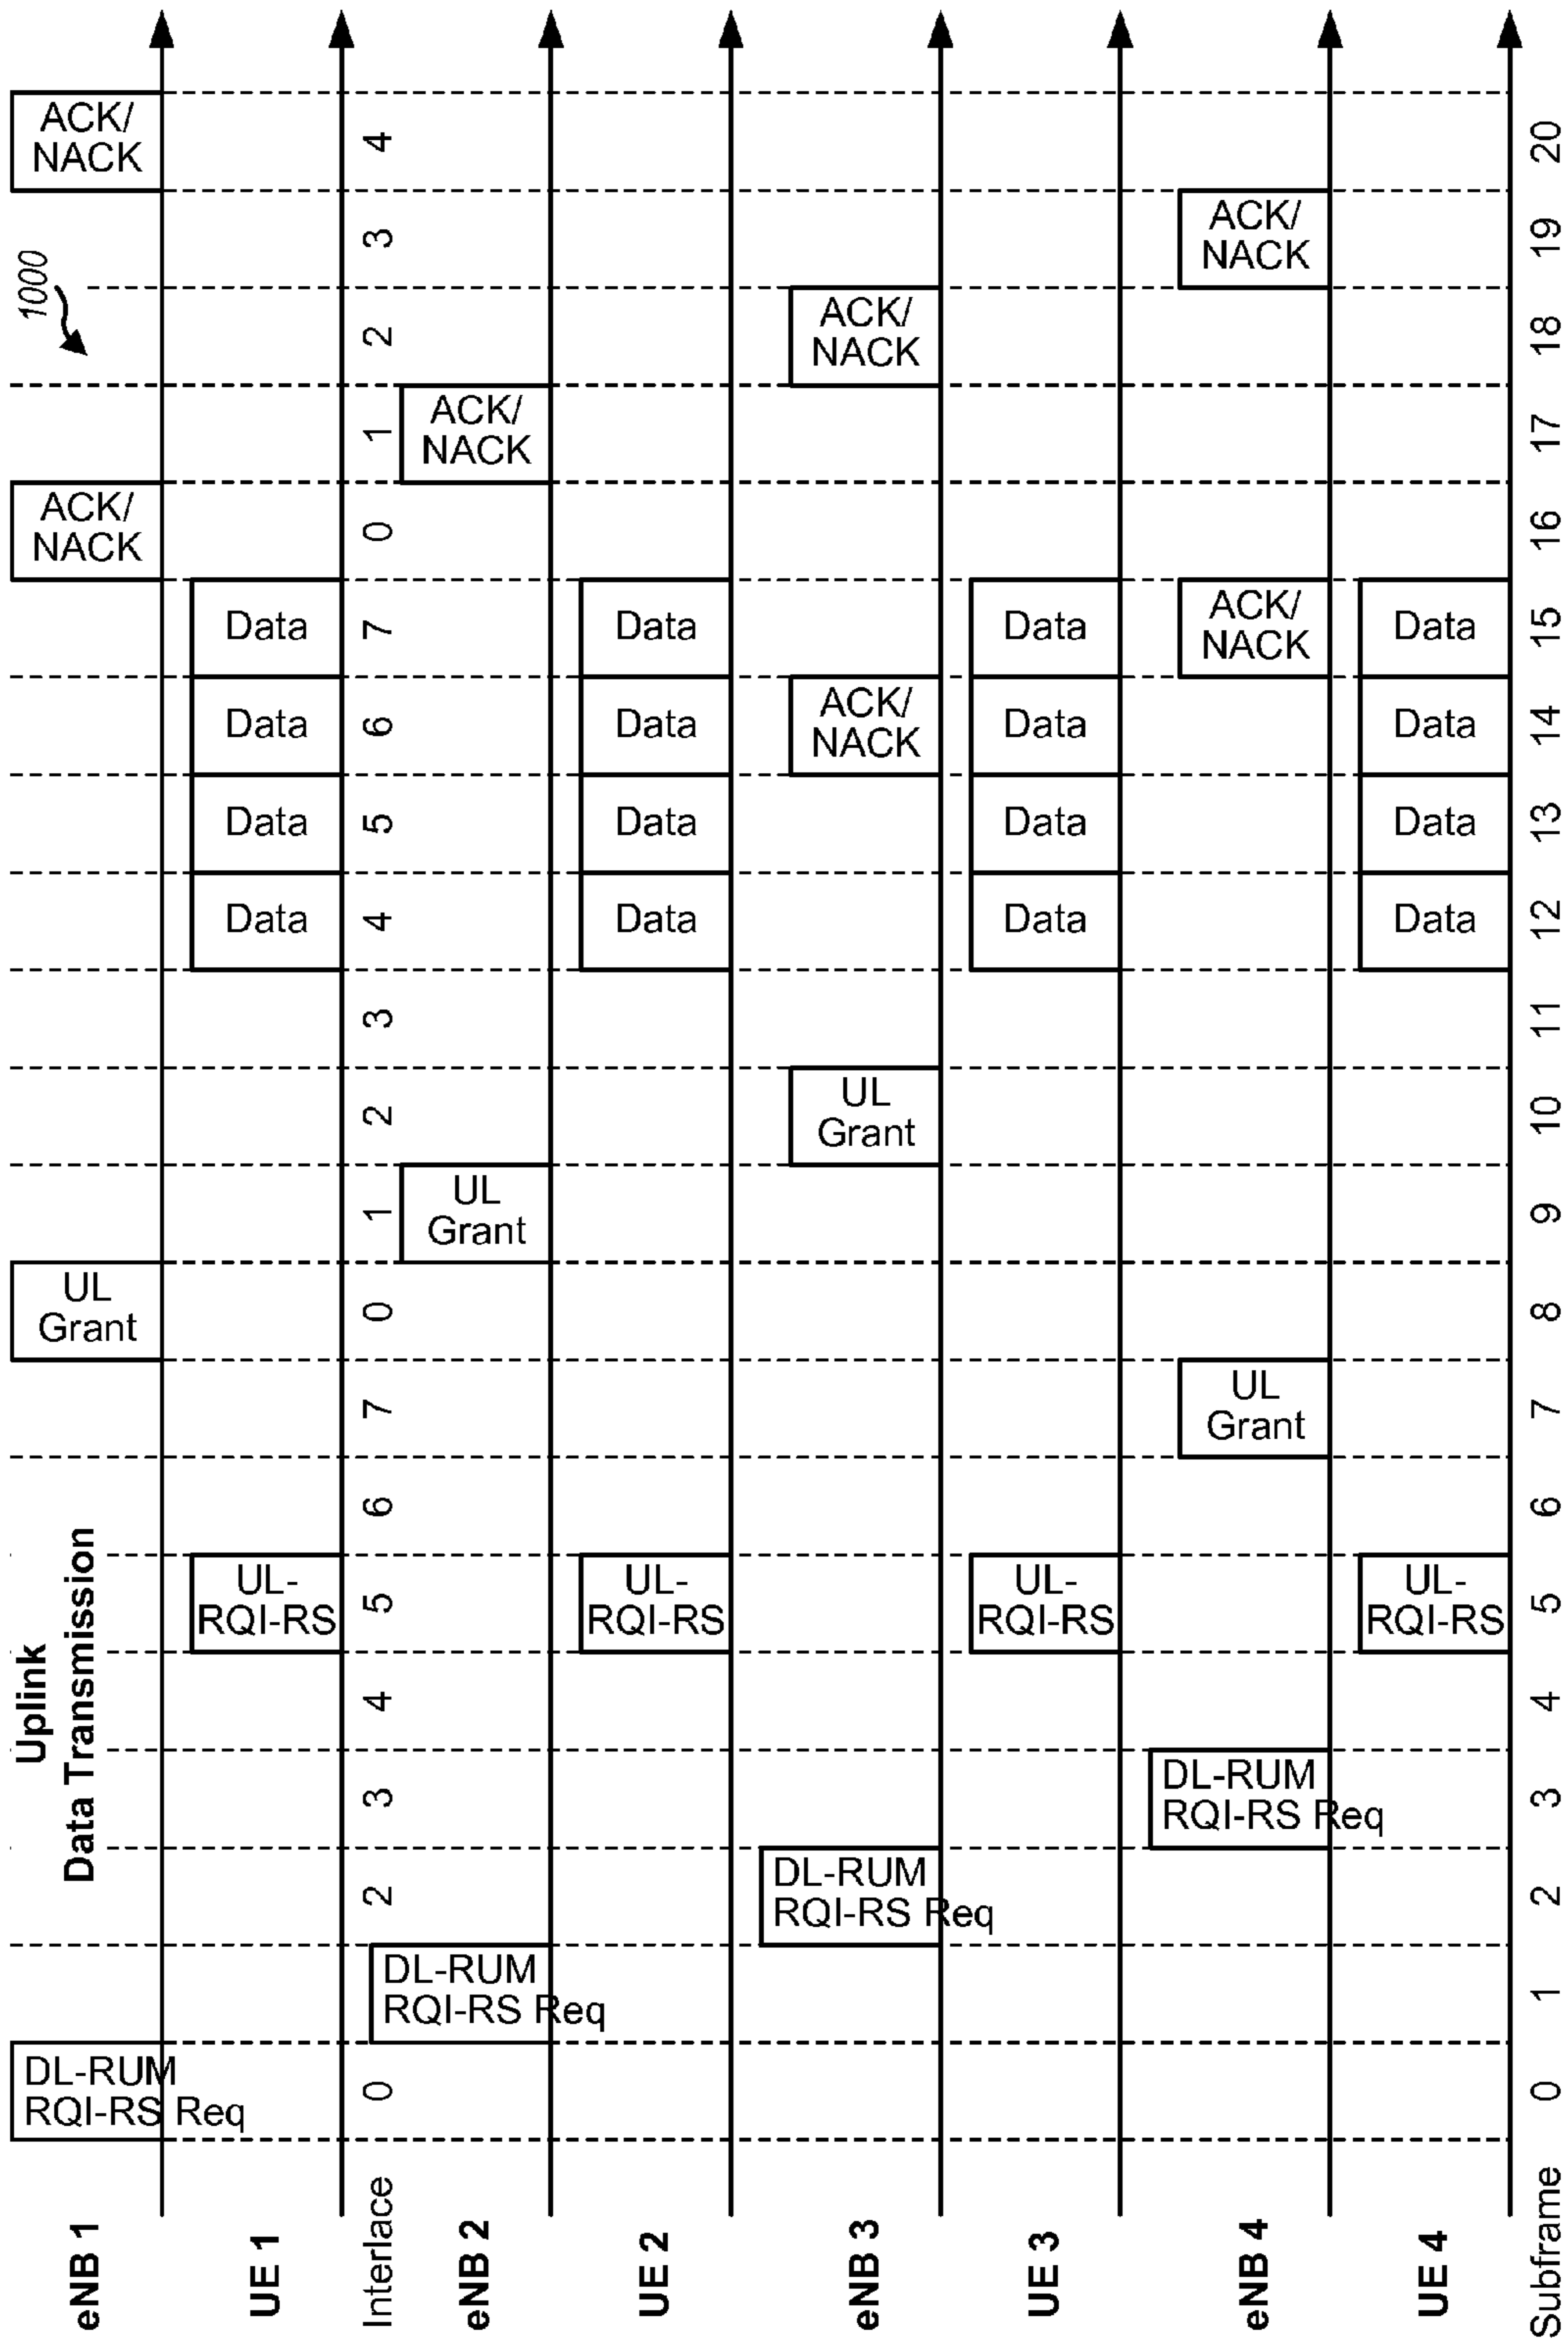 Uplink
Data Transmission
1000
eNB 1
DL-RUM
RQI-RS Req
UL
Grant
ACK/
NACK
ACK/
NACK
UE 1
UL-
RQI-RS
Data
Data
Data
Data
Interlace
0 1 2 3 4 5 6 7 0 1 2 3 4 5 6 7 0 1 2 3 4
eNB 2
DL-RUM
RQI-RS Req
UL
Grant
ACK/
NACK
UE 2
UL-
RQI-RS
Data
Data
Data
Data
eNB 3
DL-RUM
RQI-RS Req
UL
Grant
ACK/
NACK
ACK/
NACK
UE 3
UL-
RQI-RS
Data
Data
Data
Data
eNB 4
DL-RUM
RQI-RS Req
UL
Grant
ACK/
NACK
ACK/
NACK
UE 4
UL-
RQI-RS
Data
Data
Data
Data
Subframe
0 1 2 3 4 5 6 7 8 9 10 11 12 13 14 15 16 17 18 19 20